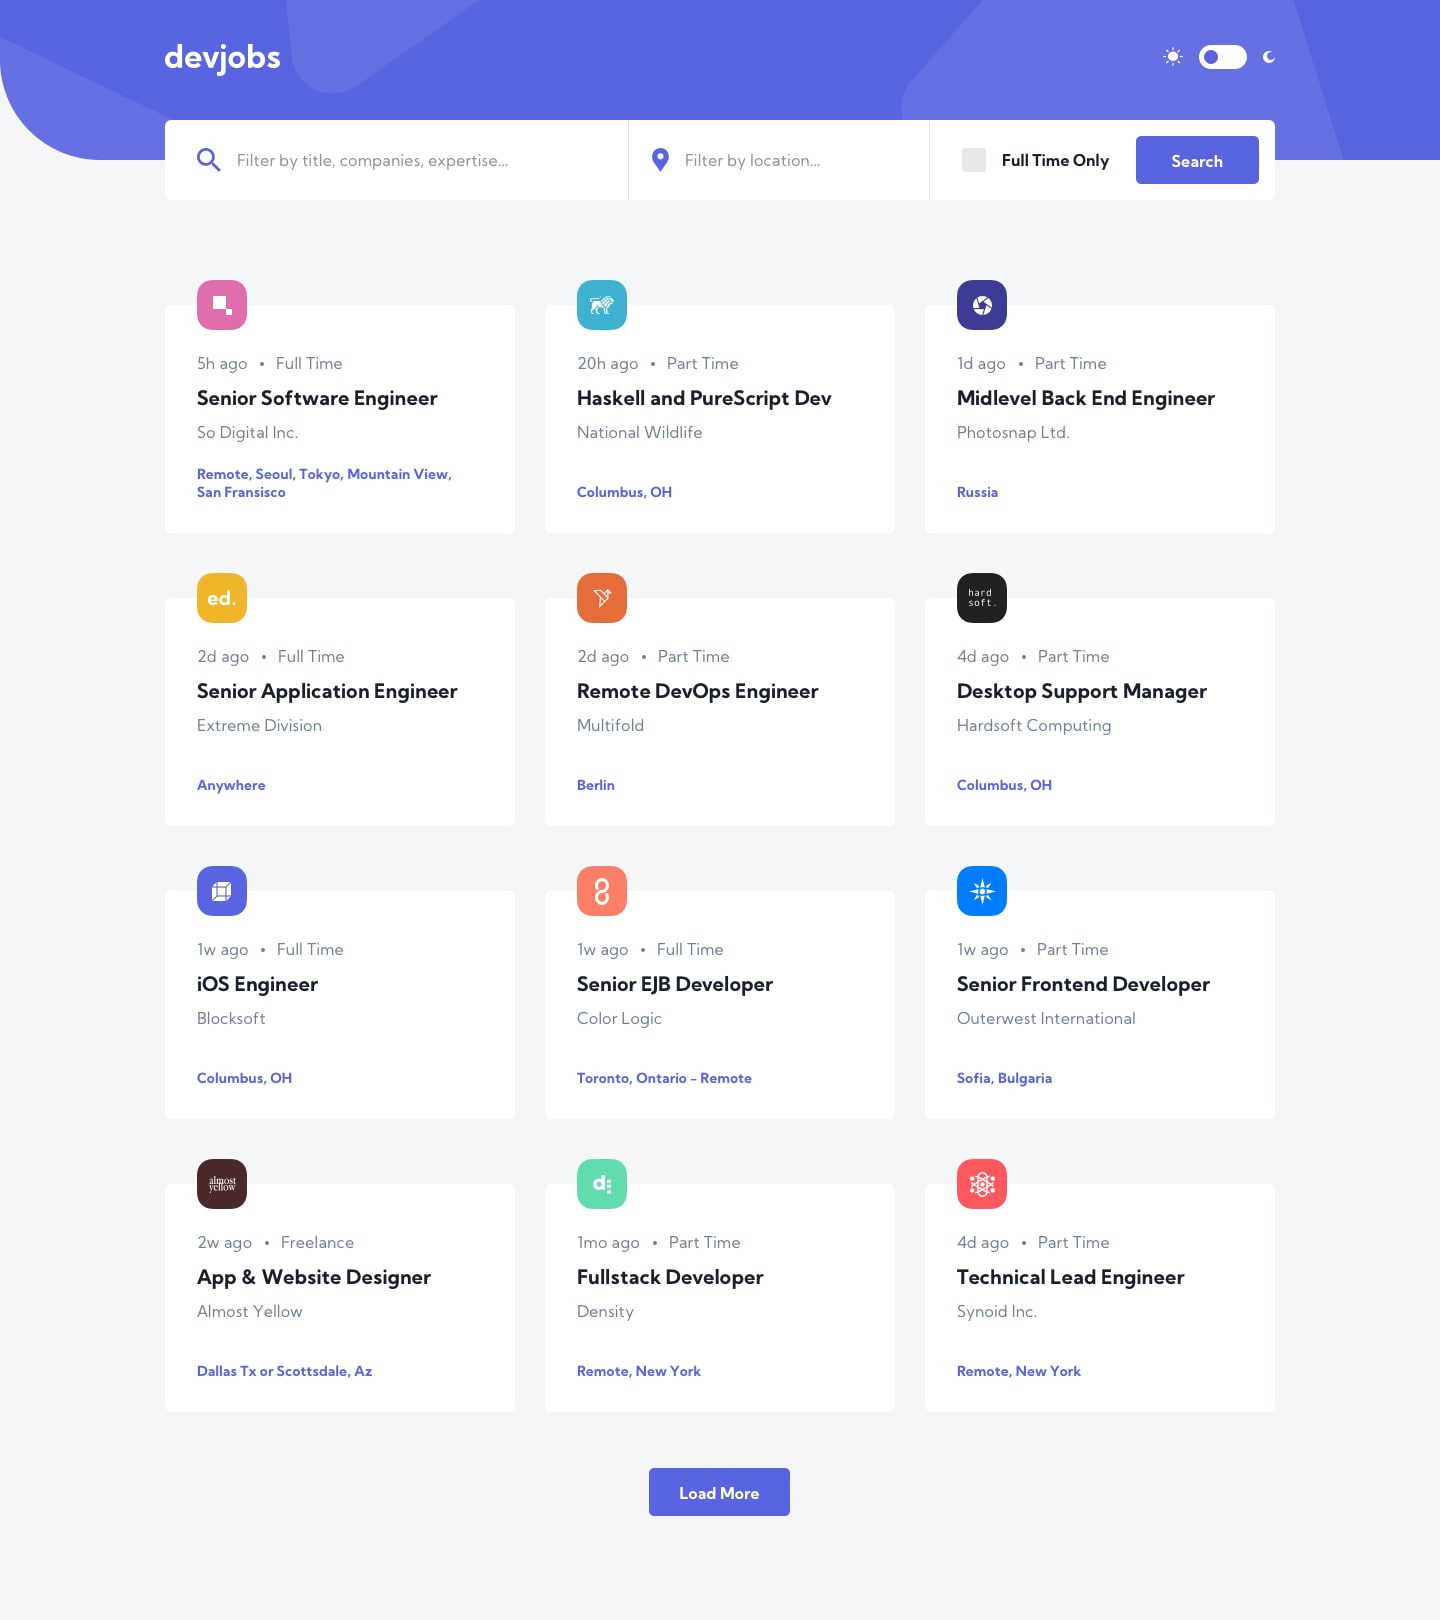 devjobs
Filter by title, companies, expertise...
Filter by location...
Full Time Only
Search
5h ago • Full Time
Senior Software Engineer
So Digital Inc.
Remote, Seoul, Tokyo, Mountain View,
San Fransisco
20h ago • Part Time
Haskell and PureScript Dev
National Wildlife
Columbus, OH
1d ago • Part Time
Midlevel Back End Engineer
Photosnap Ltd.
Russia
ed.
2d ago • Full Time
Senior Application Engineer
Extreme Division
Anywhere
2d ago • Part Time
Remote DevOps Engineer
Multifold
Berlin
hard
soft.
4d ago • Part Time
Desktop Support Manager
Hardsoft Computing
Columbus, OH
1w ago • Full Time
iOS Engineer
Blocksoft
Columbus, OH
1w ago • Full Time
Senior EJB Developer
Color Logic
Toronto, Ontario - Remote
1w ago • Part Time
Senior Frontend Developer
Outerwest International
Sofia, Bulgaria
almost
yellow
2w ago • Freelance
App & Website Designer
Almost Yellow
Dallas Tx or Scottsdale, Az
d
1mo ago • Part Time
Fullstack Developer
Density
Remote, New York
4d ago • Part Time
Technical Lead Engineer
Synoid Inc.
Remote, New York
Load More